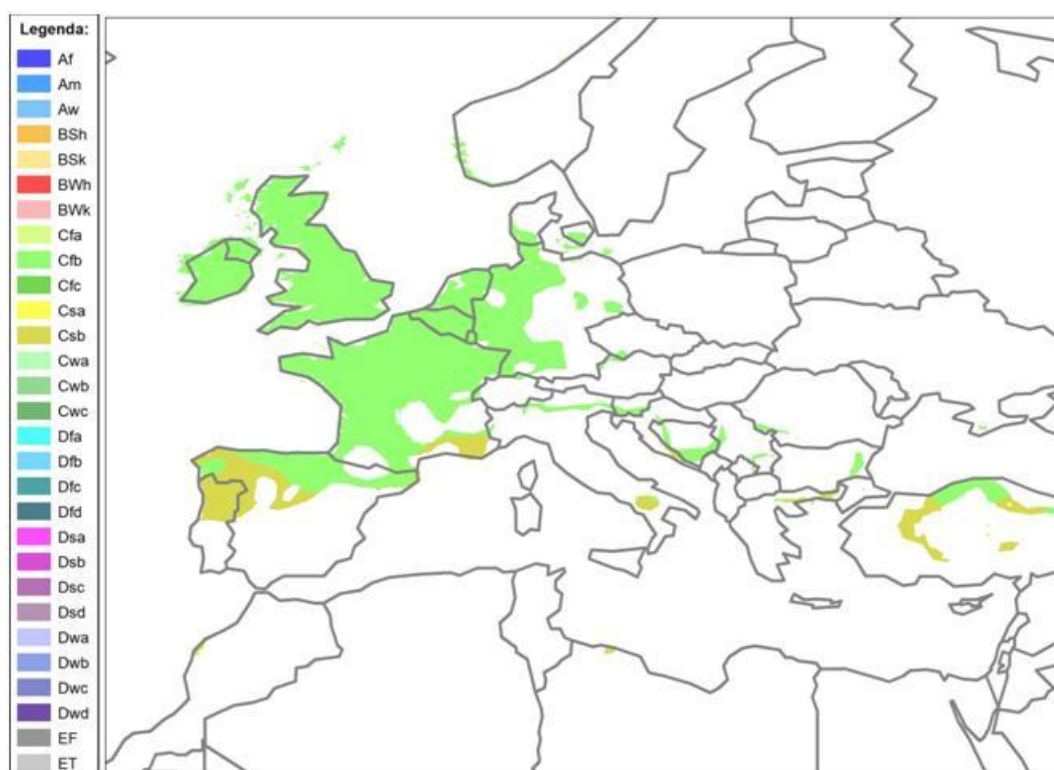 Legenda:
Af
Am
Aw
BSh
BSk
BWh
BWk
Cfa
Cfb
Cfc
Csa
Csb
Cwa
Cwb
Cwc
Dfa
Dfb
Dfc
Dfd
Dsa
Dsb
Dsc
Dsd
Dwa
Dwb
Dwc
Dwd
EF
ET